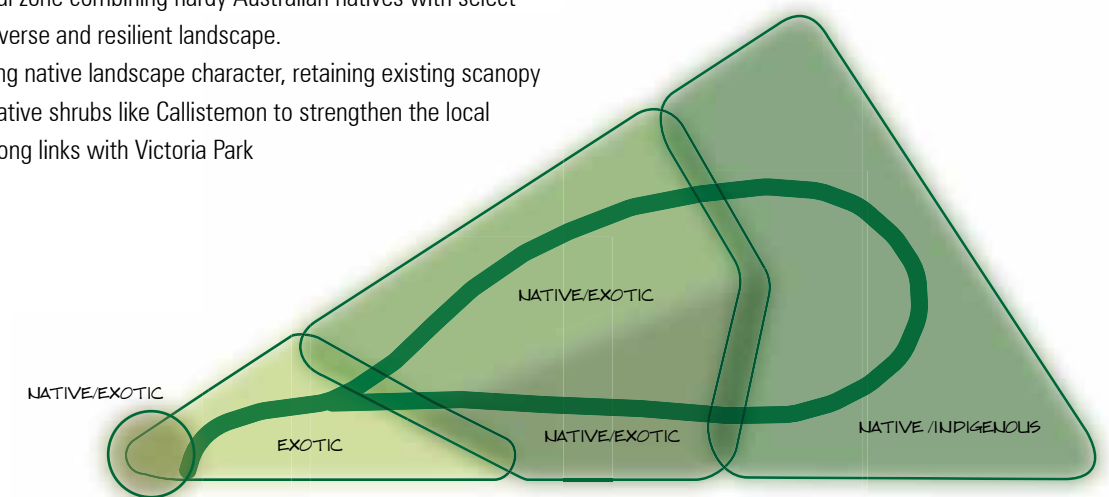 al zone combining hardy Australian natives with select
verse and resilient landscape.
ng native landscape character, retaining existing scanopy
ative shrubs like Callistemon to strengthen the local
ong links with Victoria Park
NATIVE/EXOTIC
NATIVE/EXOTIC
EXOTIC
NATIVE/EXOTIC
NATIVE /INDIGENOUS